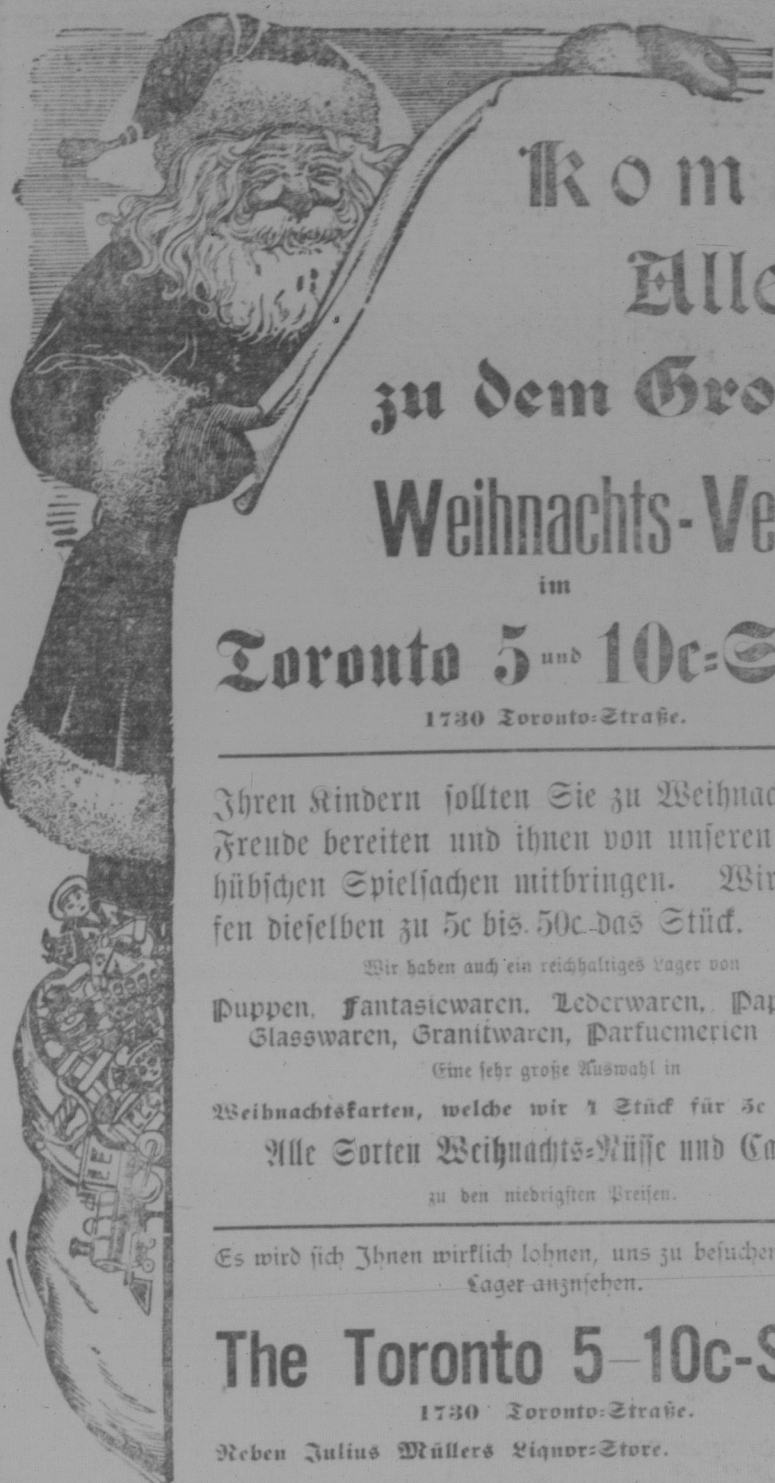 Kom
Alle
zu dem Gro
Weihnachts-Ve
im
Toronto 5 und 10c-S
1730 Toronto-Straße.
Ihren Kindern sollten Sie zu Weihnac
Freude bereiten und ihnen von unseren
hübschen Spielsachen mitbringen. Wir
fen dieselben zu 5c bis 50c das Stück.
Wir haben auch ein reichhaltiges Lager von
Puppen, Fantasiewaren, Lederwaren, Pap
Glasswaren, Granitwaren, Parfuemerien
Eine sehr große Auswahl in
Weihnachtskarten, welche wir 4 Stück für 5c
Alle Sorten Weihnachts-Nüsse und Ca
zu den niedrigsten Preisen.
Es wird sich Ihnen wirklich lohnen, uns zu besuchen
Lager anznsehen.
The Toronto 5-10c-S
1730 Toronto-Straße.
Neben Julius Müllers Liquor-Store.